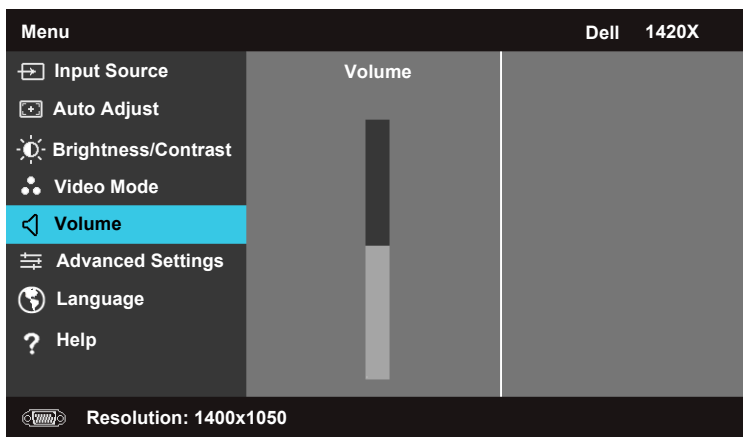 Menu
Dell 1420X
Input Source
Auto Adjust
Brightness/Contrast
Video Mode
Volume
Advanced Settings
Language
Help
Volume
Resolution: 1400x1050